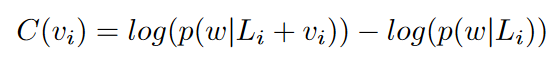 C(v_i) = log(p(w|L_i + v_i)) − log(p(w|L_i))